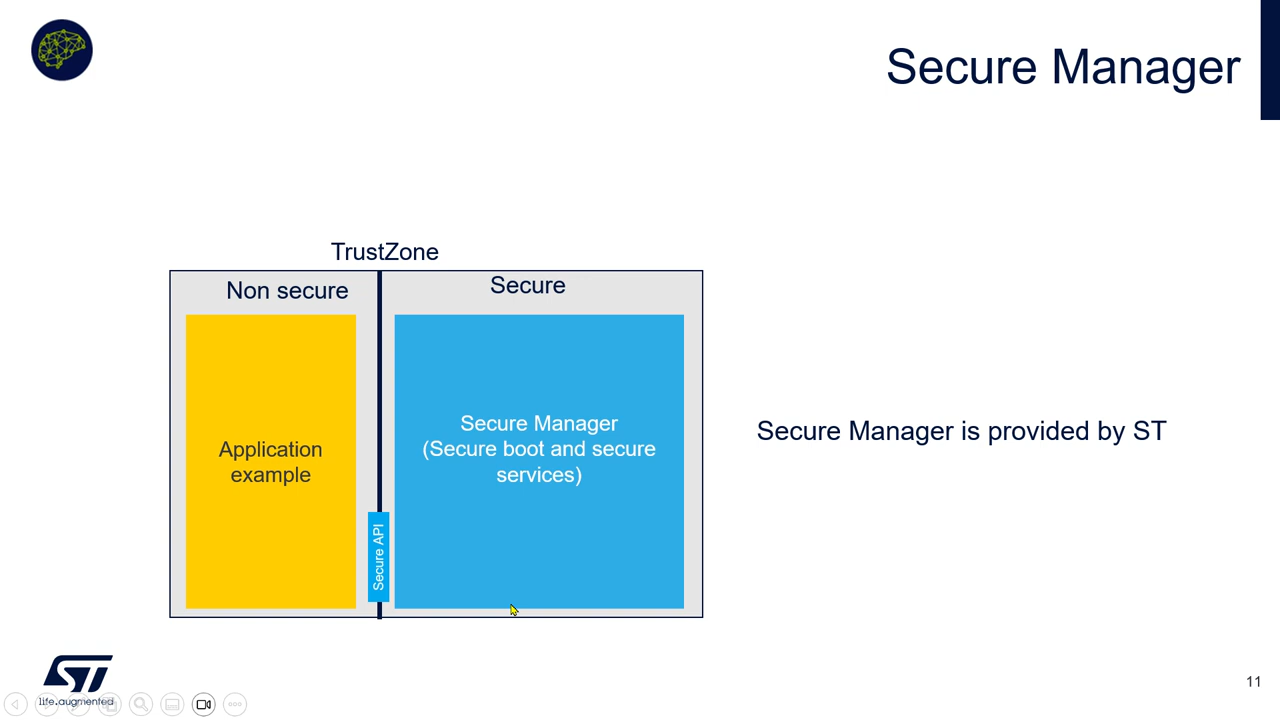 Secure Manager
TrustZone
Non secure
Secure
Application
example
Secure API
Secure Manager
(Secure boot and secure
services)
Secure Manager is provided by ST
ST
life.augmented
11